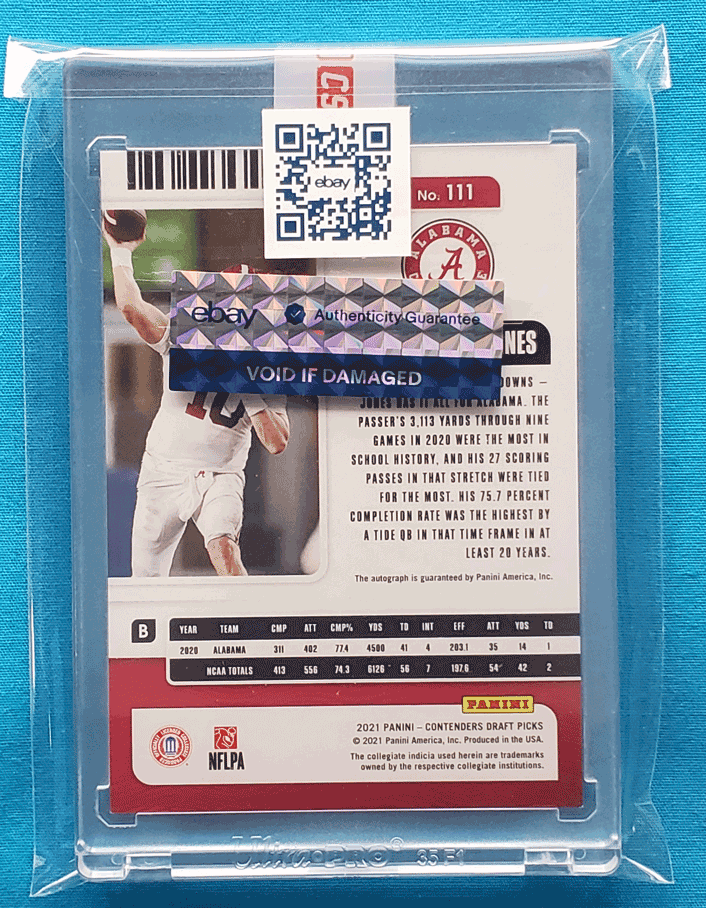 ebay
No. 111
ALABAMA
A
ebay Authenticity Guarantee
VOID IF DAMAGED
NES
DOWNS –
JONES HAS IT ALL FOR ALABAMA. THE
PASSER'S 3,113 YARDS THROUGH NINE
GAMES IN 2020 WERE THE MOST IN
SCHOOL HISTORY, AND HIS 27 SCORING
PASSES IN THAT STRETCH WERE TIED
FOR THE MOST. HIS 75.7 PERCENT
COMPLETION RATE WAS THE HIGHEST BY
A TIDE QB IN THAT TIME FRAME IN AT
LEAST 20 YEARS.
The autograph is guaranteed by Panini America, Inc.
10
B
YEAR TEAM CMP ATT CMP% YDS TD INT EFF ATT YDS TD
2020 ALABAMA 311 402 77.4 4500 41 4 203.1 35 14 1
NCAA TOTALS 413 556 74.3 6126 56 7 197.6 54 42 2
PANINI
2021 PANINI – CONTENDERS DRAFT PICKS
© 2021 Panini America, Inc. Produced in the USA.
The collegiate indicia used herein are trademarks
owned by the respective collegiate institutions.
NFLPA
Ultra PRO® 35 PT